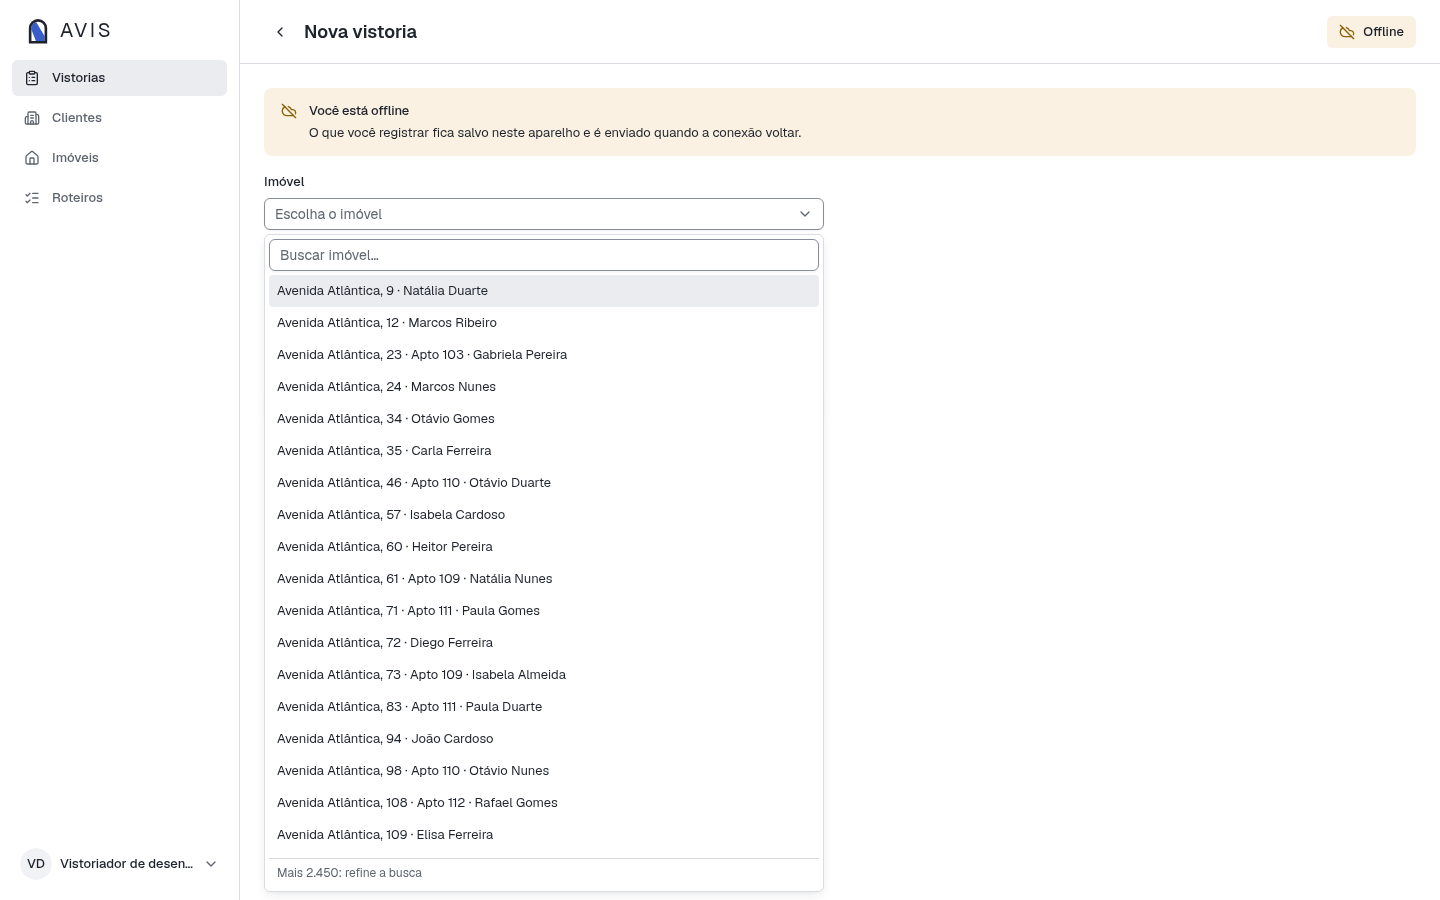 AVIS
Nova vistoria
Offline
Vistorias
Clientes
Imóveis
Roteiros
Você está offline
O que você registrar fica salvo neste aparelho e é enviado quando a conexão voltar.
Imóvel
Escolha o imóvel
Buscar imóvel...
Avenida Atlântica, 9 · Natália Duarte
Avenida Atlântica, 12 · Marcos Ribeiro
Avenida Atlântica, 23 · Apto 103 · Gabriela Pereira
Avenida Atlântica, 24 · Marcos Nunes
Avenida Atlântica, 34 · Otávio Gomes
Avenida Atlântica, 35 · Carla Ferreira
Avenida Atlântica, 46 · Apto 110 · Otávio Duarte
Avenida Atlântica, 57 · Isabela Cardoso
Avenida Atlântica, 60 · Heitor Pereira
Avenida Atlântica, 61 · Apto 109 · Natália Nunes
Avenida Atlântica, 71 · Apto 111 · Paula Gomes
Avenida Atlântica, 72 · Diego Ferreira
Avenida Atlântica, 73 · Apto 109 · Isabela Almeida
Avenida Atlântica, 83 · Apto 111 · Paula Duarte
Avenida Atlântica, 94 · João Cardoso
Avenida Atlântica, 98 · Apto 110 · Otávio Nunes
Avenida Atlântica, 108 · Apto 112 · Rafael Gomes
Avenida Atlântica, 109 · Elisa Ferreira
Mais 2.450: refine a busca
VD
Vistoriador de desen...